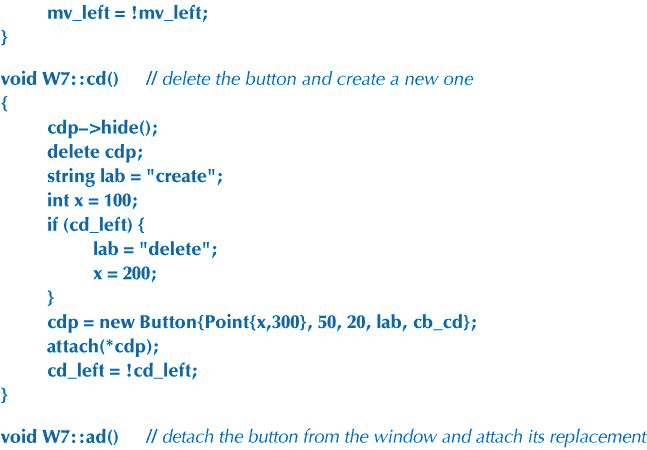 mv_left = !mv_left;
}
void W7::cd() // delete the button and create a new one
{
cdp–>hide();
delete cdp;
string lab = "create";
int x = 100;
if (cd_left) {
lab = "delete";
x = 200;
}
cdp = new Button{Point{x,300}, 50, 20, lab, cb_cd};
attach(*cdp);
cd_left = !cd_left;
}
void W7::ad() // detach the button from the window and attach its replacement